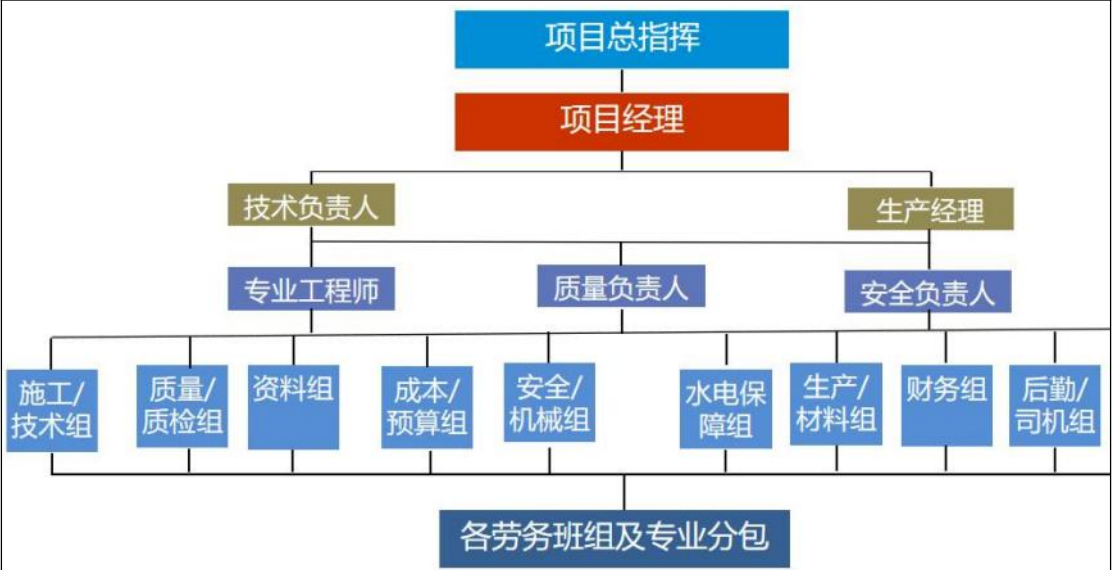 项目总指挥
项目经理
技术负责人
生产经理
专业工程师
质量负责人
安全负责人
施工/
技术组
质量/
质检组
资料组
成本/
预算组
安全/
机械组
水电保
障组
生产/
材料组
财务组
后勤/
司机组
各劳务班组及专业分包